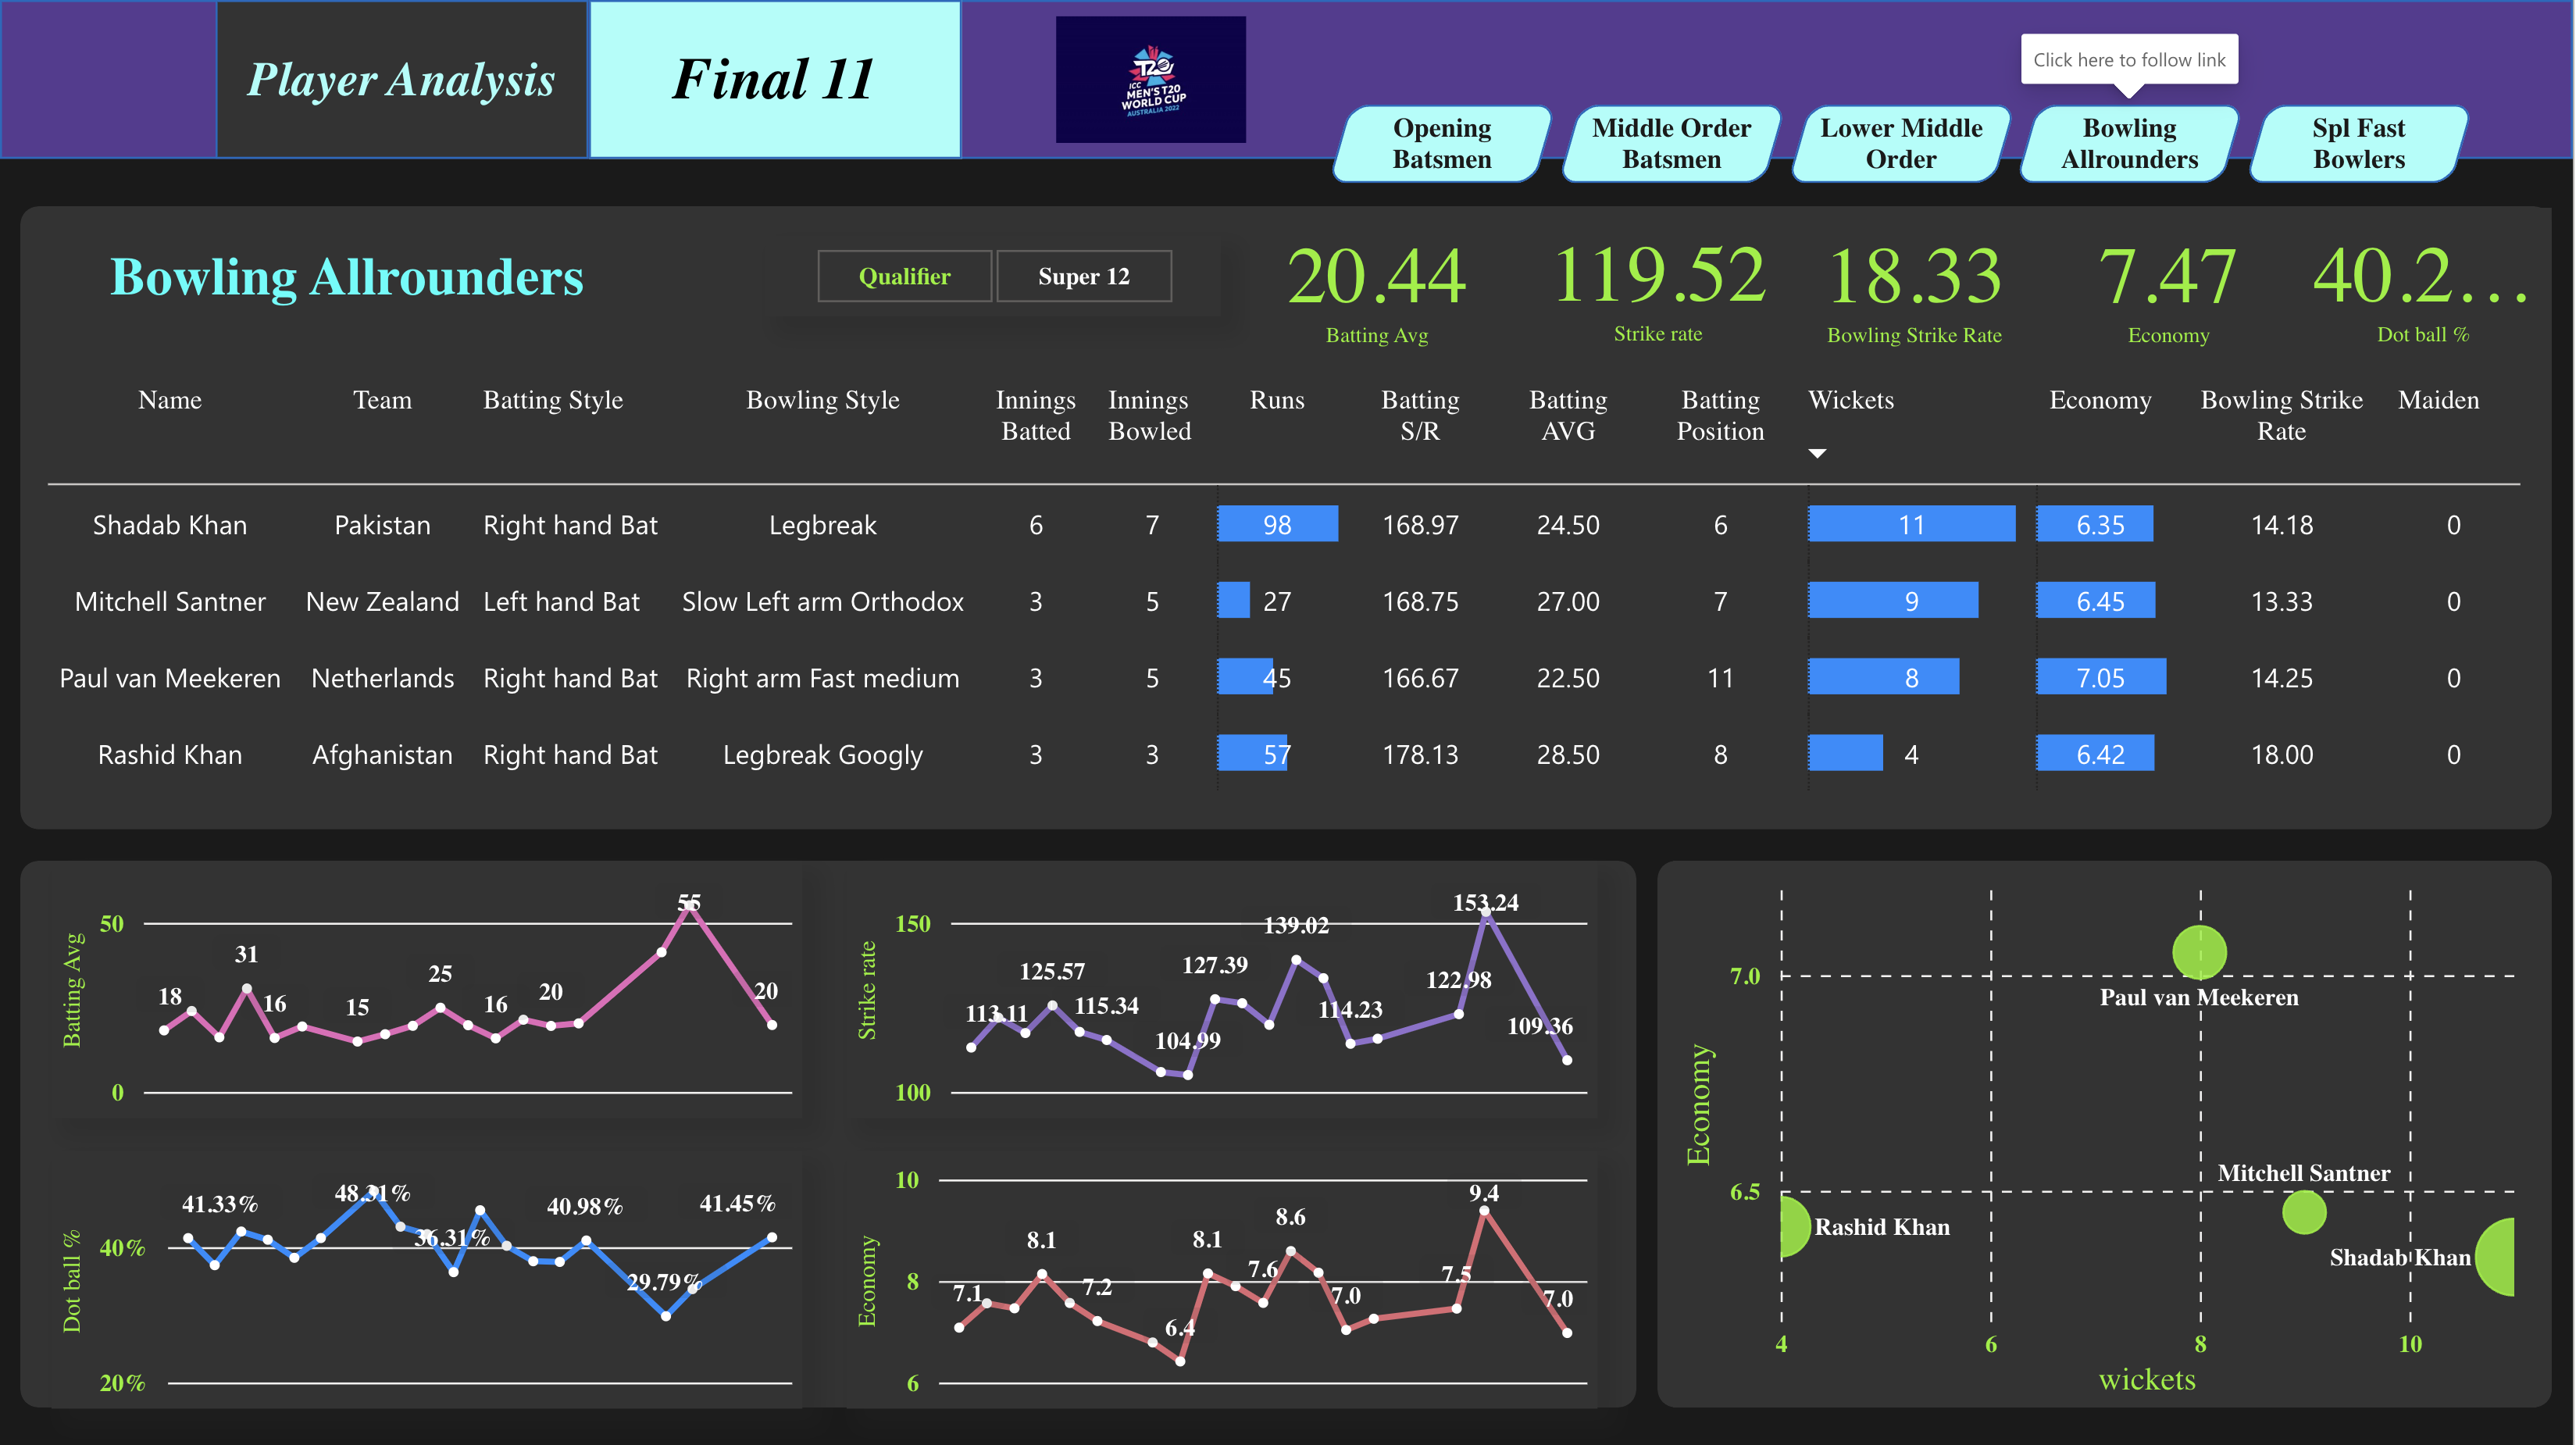 Player Analysis
Final 11
ICC
MEN'S T20
WORLD CUP
AUSTRALIA 2022
Click here to follow link
Opening
Batsmen
Middle Order
Batsmen
Lower Middle
Order
Bowling
Allrounders
Spl Fast
Bowlers
Bowling Allrounders
Qualifier
Super 12
20.44
Batting Avg
119.52
Strike rate
18.33
Bowling Strike Rate
7.47
Economy
40.2...
Dot ball %
Name Team Batting Style Bowling Style Innings Batted Innings Bowled Runs Batting S/R Batting AVG Batting Position Wickets Economy Bowling Strike Rate Maiden
Shadab Khan Pakistan Right hand Bat Legbreak 6 7 98 168.97 24.50 6 11 6.35 14.18 0
Mitchell Santner New Zealand Left hand Bat Slow Left arm Orthodox 3 5 27 168.75 27.00 7 9 6.45 13.33 0
Paul van Meekeren Netherlands Right hand Bat Right arm Fast medium 3 5 45 166.67 22.50 11 8 7.05 14.25 0
Rashid Khan Afghanistan Right hand Bat Legbreak Googly 3 3 57 178.13 28.50 8 4 6.42 18.00 0
Batting Avg
50
0
18
31
16
15
25
16
20
55
20
Strike rate
150
100
113.11
125.57
115.34
104.99
127.39
139.02
114.23
122.98
153.24
109.36
Dot ball %
40%
20%
41.33%
48.31%
36.31%
40.98%
29.79%
41.45%
Economy
10
8
6
7.1
8.1
7.2
6.4
8.1
7.6
8.6
7.0
7.5
9.4
7.0
Economy
7.0
6.5
Paul van Meekeren
Mitchell Santner
Rashid Khan
Shadab Khan
4
6
8
10
wickets